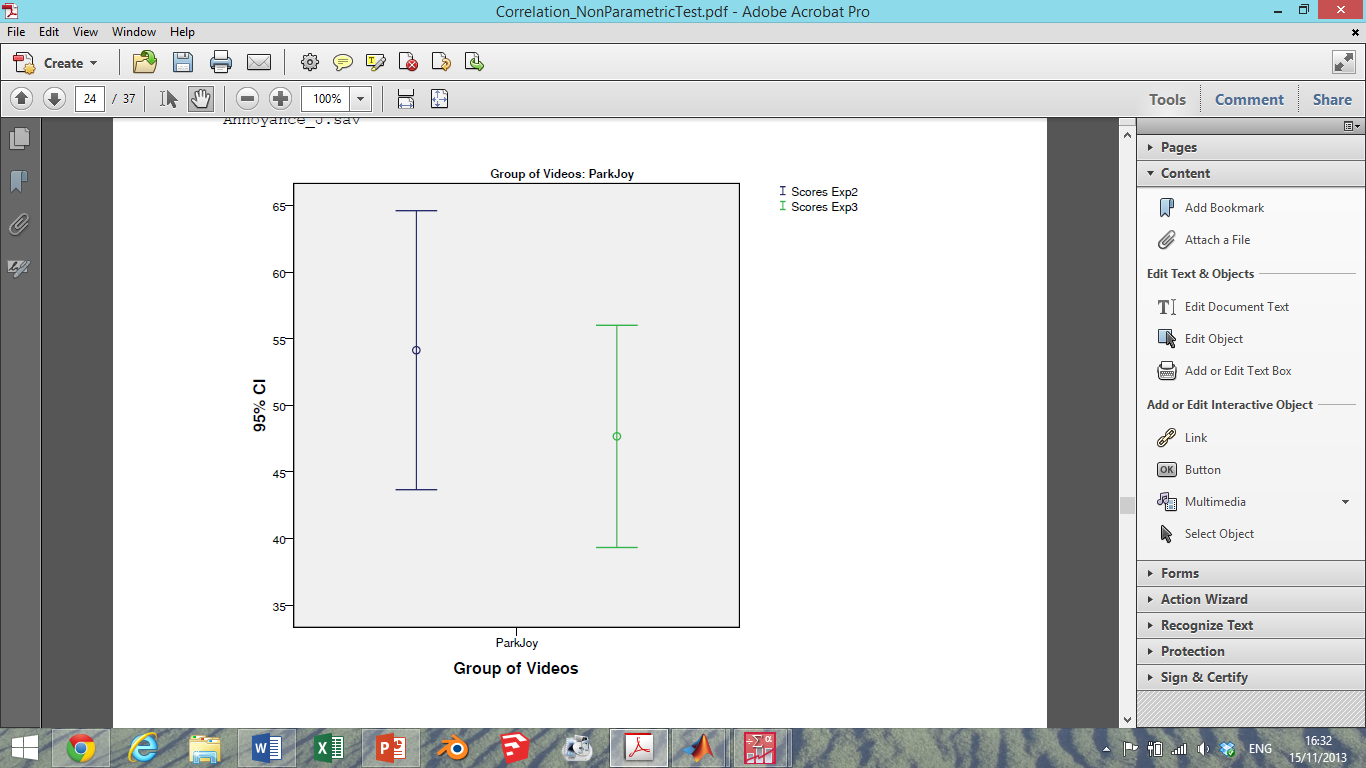 Correlation_NonParametricTest.pdf - Adobe Acrobat Pro
File Edit View Window Help
Create
24 / 37 100% Tools Comment Share
Annoyance_J.sav
Group of Videos: ParkJoy
Scores Exp2
Scores Exp3
65
60
55
50
45
40
35
95% CI
ParkJoy
Group of Videos
Pages
Content
Add Bookmark
Attach a File
Edit Text & Objects
Edit Document Text
Edit Object
Add or Edit Text Box
Add or Edit Interactive Object
Link
OK Button
Multimedia
Select Object
Forms
Action Wizard
Recognize Text
Protection
Sign & Certify
ENG
16:32
15/11/2013